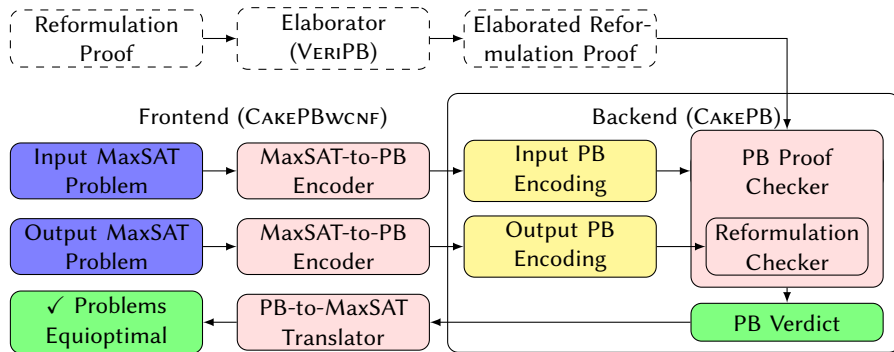 Reformulation
Proof
Elaborator
(VeriPB)
Elaborated Refor-
mulation Proof
Frontend (CakePBwcnf)
Backend (CakePB)
Input MaxSAT
Problem
MaxSAT-to-PB
Encoder
Input PB
Encoding
PB Proof
Checker
Output MaxSAT
Problem
MaxSAT-to-PB
Encoder
Output PB
Encoding
Reformulation
Checker
✓ Problems
Equioptimal
PB-to-MaxSAT
Translator
PB Verdict